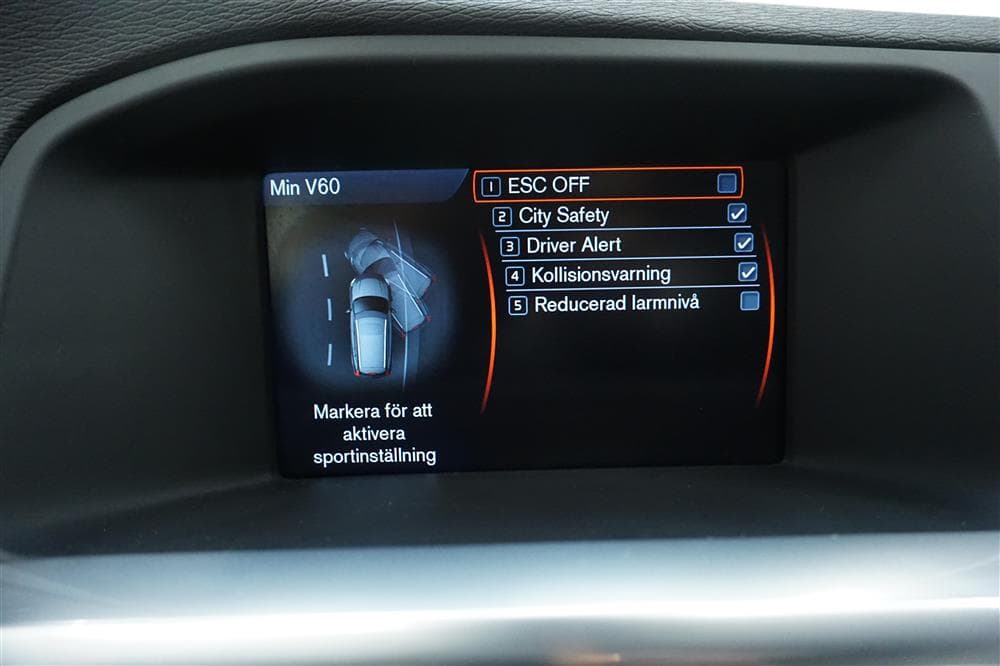 Min V60
1 ESC OFF
2 City Safety
3 Driver Alert
4 Kollisionsvarning
5 Reducerad larmnivå
Markera för att
aktivera
sportinställning